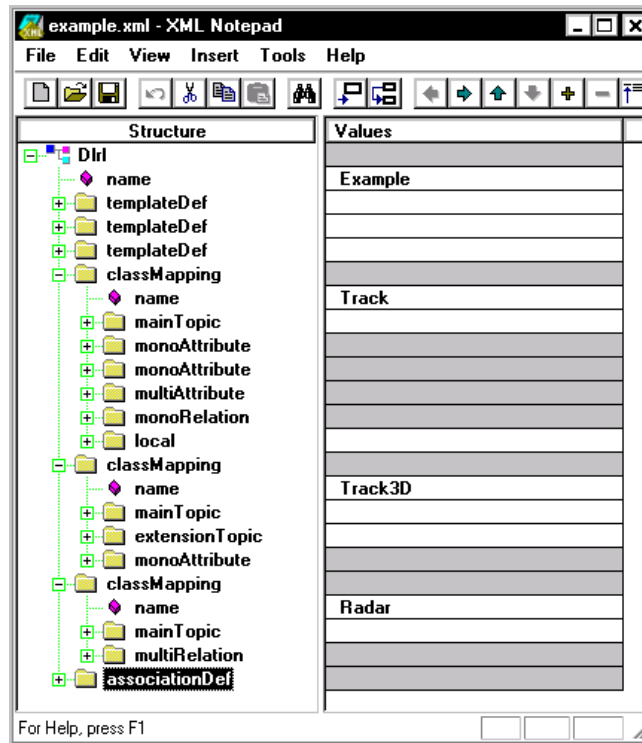 example.xml - XML Notepad
File Edit View Insert Tools Help
Structure Values
Dlrl
name Example
templateDef
templateDef
templateDef
classMapping
name Track
mainTopic
monoAttribute
monoAttribute
multiAttribute
monoRelation
local
classMapping
name Track3D
mainTopic
extensionTopic
monoAttribute
classMapping
name Radar
mainTopic
multiRelation
associationDef
For Help, press F1